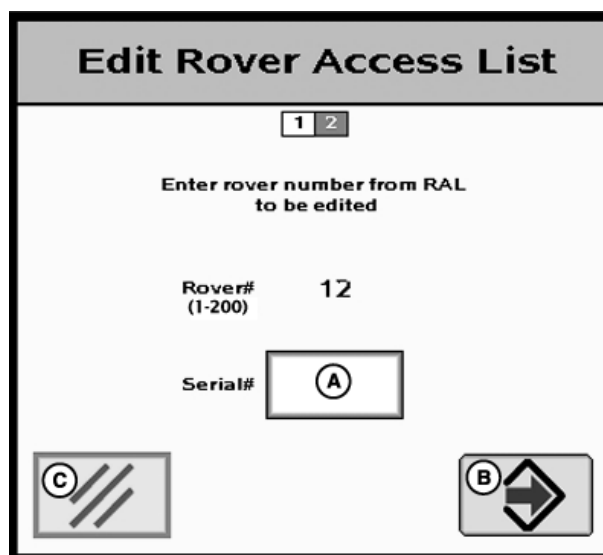 Edit Rover Access List
1 2
Enter rover number from RAL
to be edited
Rover# 12
(1-200)
Serial# A
C B